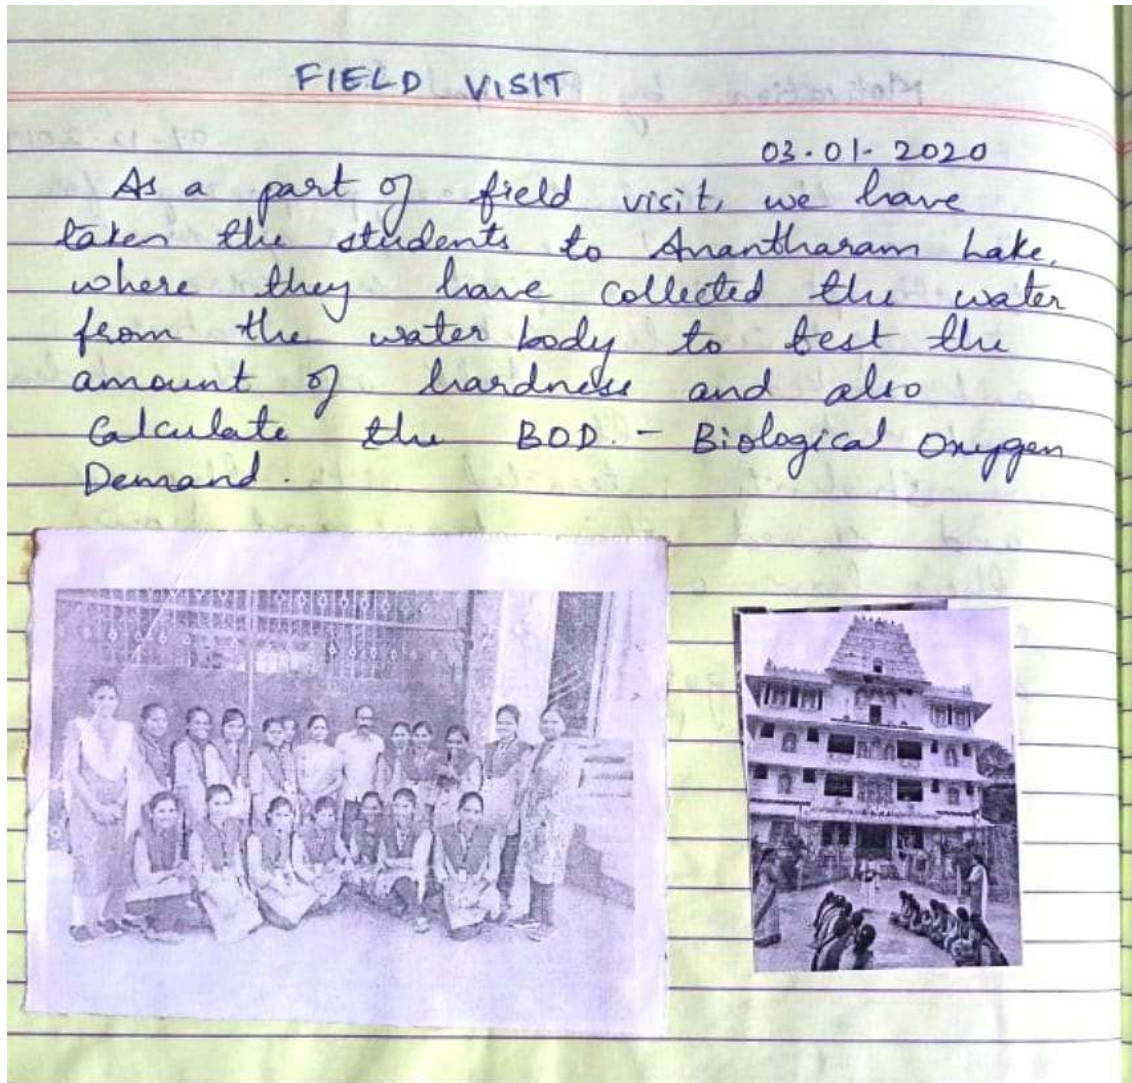 FIELD VISIT
03.01.2020
As a part of field visit, we have
taken the students to Anantharam Lake,
where they have collected the water
from the water body to test the
amount of hardness and also
Calculate the BOD. - Biological Oxygen
Demand.